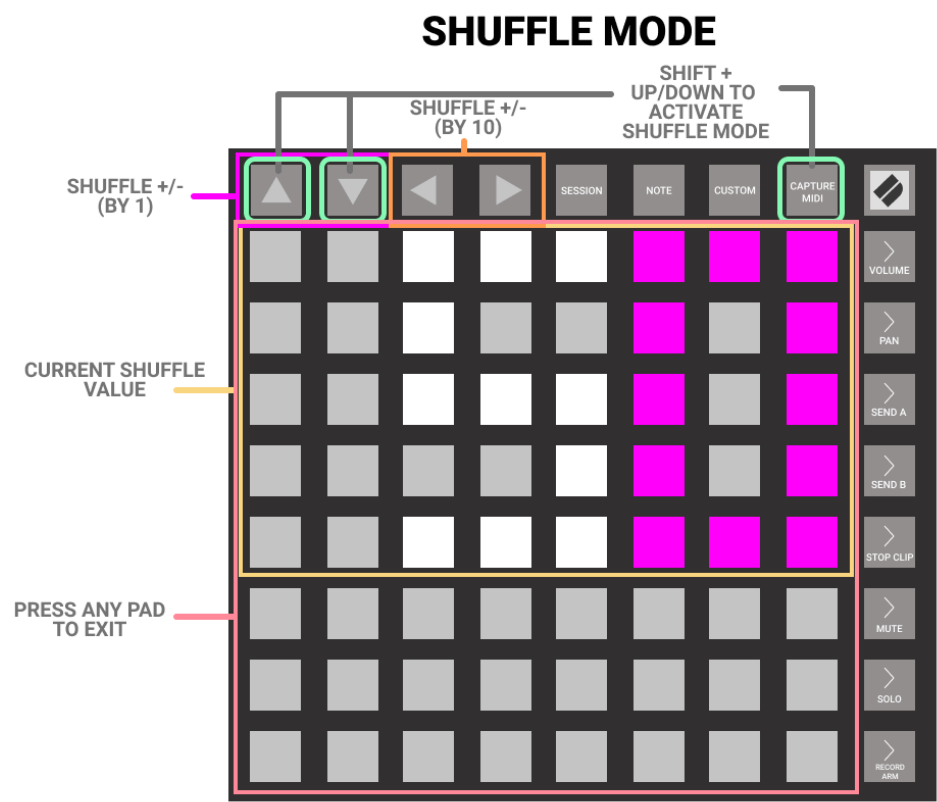 SHUFFLE MODE
SHIFT +
UP/DOWN TO
ACTIVATE
SHUFFLE MODE
SHUFFLE +/-
(BY 10)
SHUFFLE +/-
(BY 1)
SESSION
NOTE
CUSTOM
CAPTURE
MIDI
VOLUME
PAN
CURRENT SHUFFLE
VALUE
SEND A
SEND B
STOP CLIP
PRESS ANY PAD
TO EXIT
MUTE
SOLO
RECORD
ARM